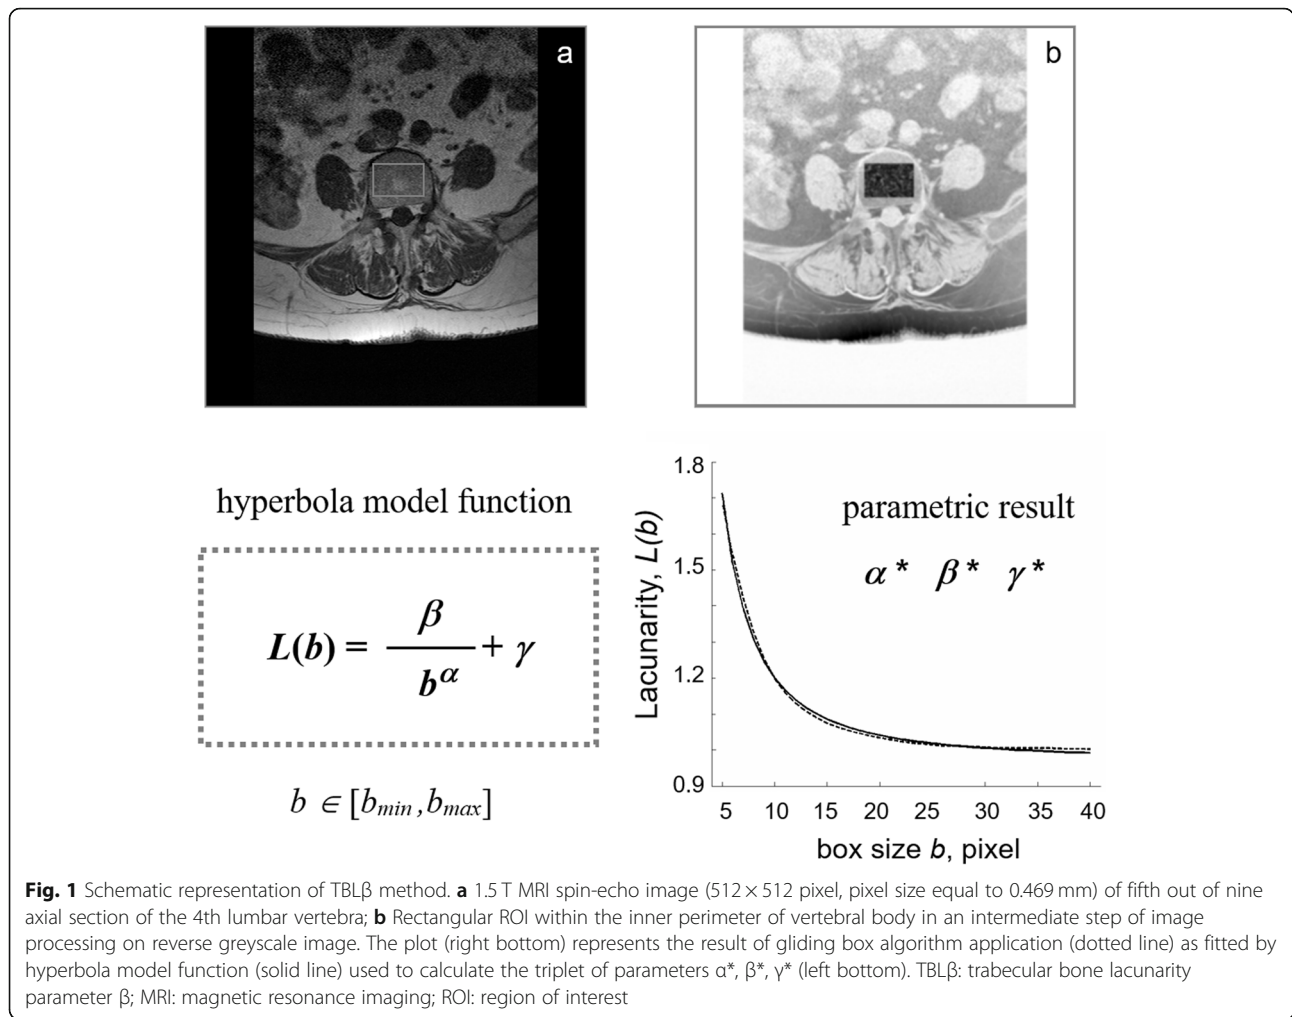 a
b
hyperbola model function
L(b) = β / b^α + γ
b ∈ [bmin, bmax]
parametric result
α* β* γ*
Lacunarity, L(b)
1.8
1.5
1.2
0.9
5 10 15 20 25 30 35 40
box size b, pixel
Fig. 1 Schematic representation of TBLβ method. a 1.5 T MRI spin-echo image (512 × 512 pixel, pixel size equal to 0.469 mm) of fifth out of nine
axial section of the 4th lumbar vertebra; b Rectangular ROI within the inner perimeter of vertebral body in an intermediate step of image
processing on reverse greyscale image. The plot (right bottom) represents the result of gliding box algorithm application (dotted line) as fitted by
hyperbola model function (solid line) used to calculate the triplet of parameters α*, β*, γ* (left bottom). TBLβ: trabecular bone lacunarity
parameter β; MRI: magnetic resonance imaging; ROI: region of interest